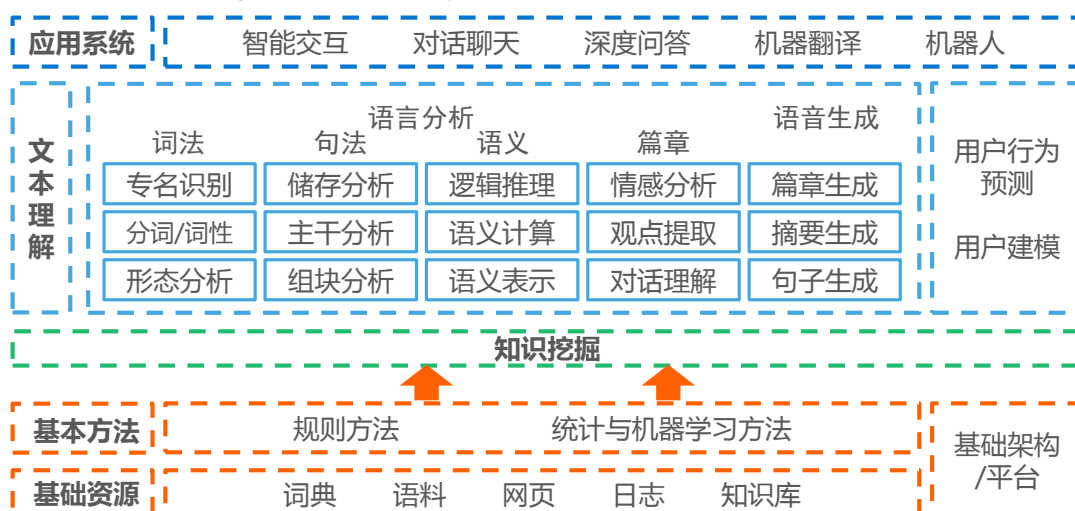 应用系统 智能交互 对话聊天 深度问答 机器翻译 机器人
语言分析 语音生成
词法 句法 语义 篇章
文本理解
专名识别 储存分析 逻辑推理 情感分析 篇章生成
分词/词性 主干分析 语义计算 观点提取 摘要生成
形态分析 组块分析 语义表示 对话理解 句子生成
用户行为
预测
用户建模
知识挖掘
基本方法 规则方法 统计与机器学习方法
基础资源 词典 语料 网页 日志 知识库
基础架构
/平台